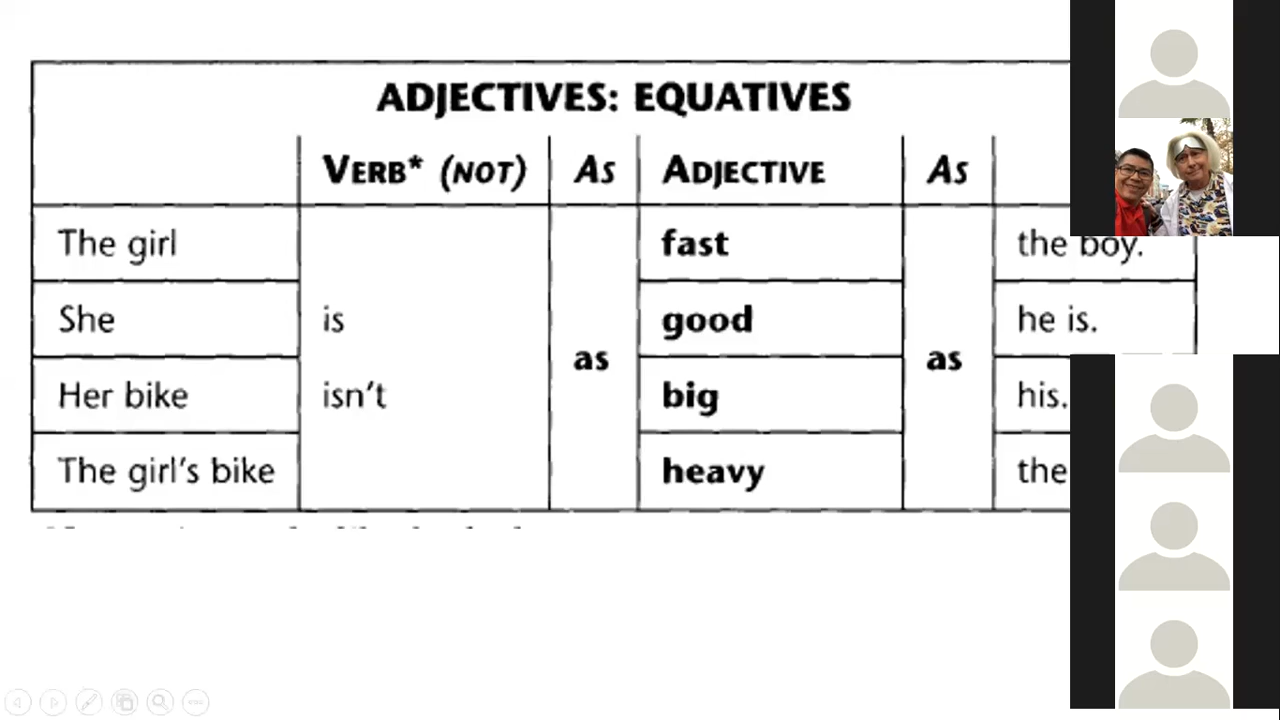 ADJECTIVES: EQUATIVES
VERB* (NOT) AS ADJECTIVE AS
The girl fast the boy.
She is good he is.
as as
Her bike isn't big his.
The girl's bike heavy the